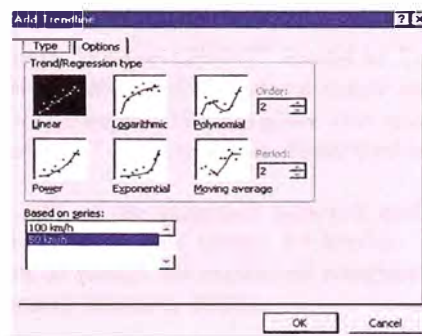 Add Trendline
Type Options
Trend/Regression type
Linear
Logarithmic
Polynomial
Order:
2
Power
Exponential
Moving average
Period:
2
Based on series:
100 km/h
50 km/h
OK Cancel